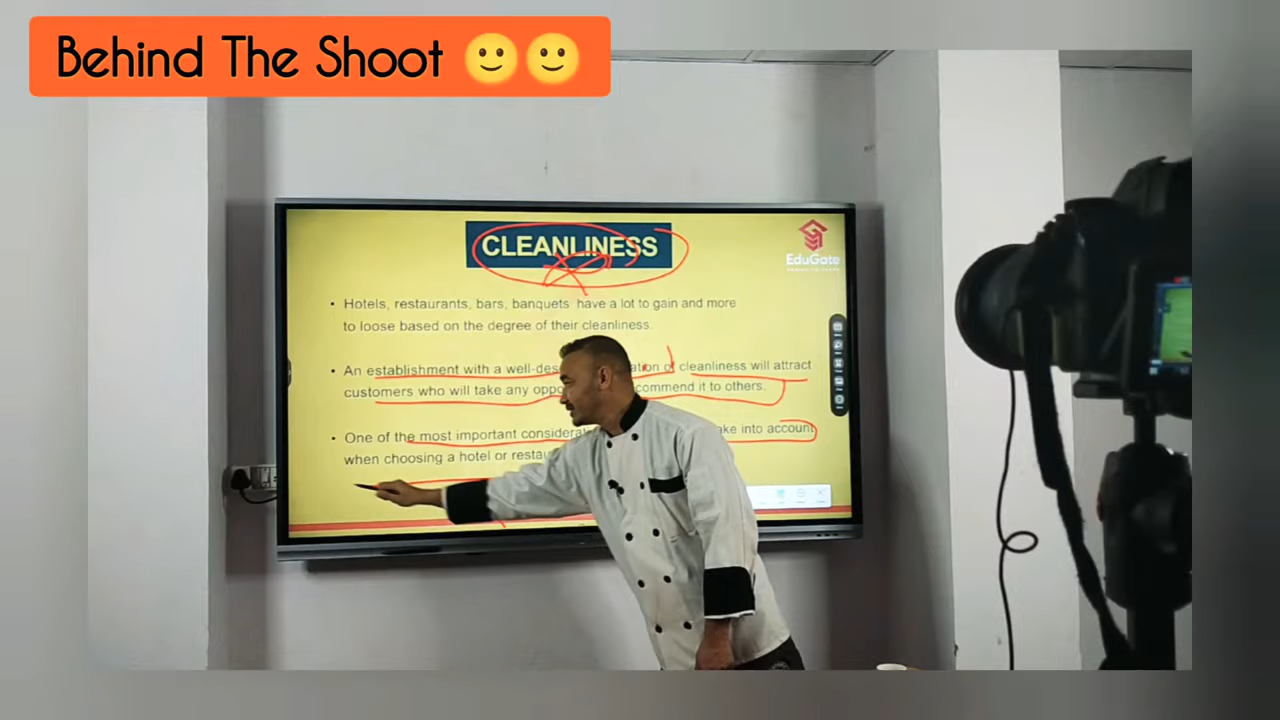 Behind The Shoot 🙂🙂
CLEANLINESS
EduGate
• Hotels, restaurants, bars, banquets have a lot to gain and more
to loose based on the degree of their cleanliness.
• An establishment with a well-des ation of cleanliness will attract
customers who will take any oppo commend it to others.
• One of the most important considerati ake into account
when choosing a hotel or restau